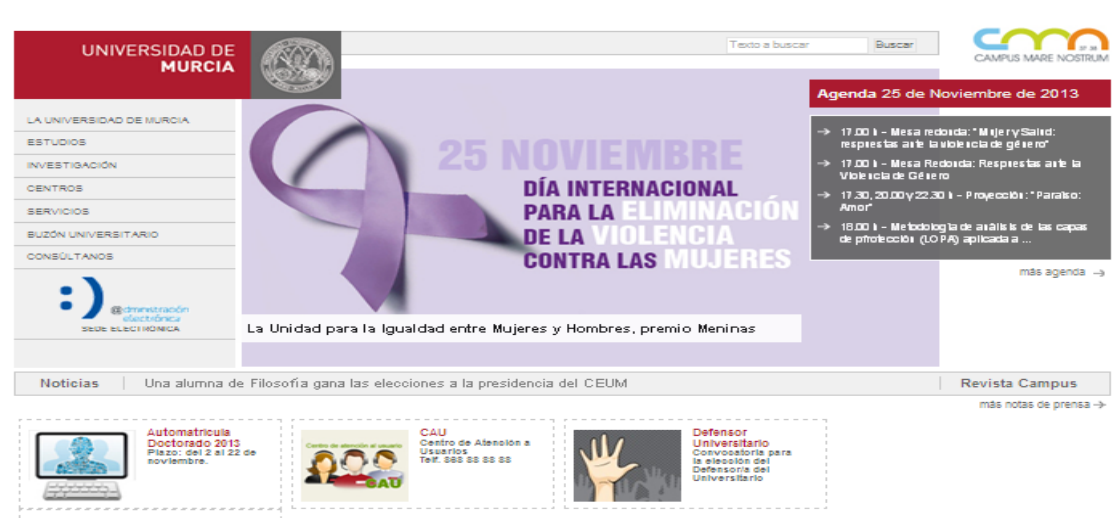 UNIVERSIDAD DE
MURCIA
Texto a buscar
Buscar
37 38
CAMPUS MARE NOSTRUM
LA UNIVERSIDAD DE MURCIA
ESTUDIOS
INVESTIGACIÓN
CENTROS
SERVICIOS
BUZÓN UNIVERSITARIO
CONSÚLTANOS
:)
@dministración
electrónica
SEDE ELECTRÓNICA
25 NOVIEMBRE
DÍA INTERNACIONAL
PARA LA ELIMINACIÓN
DE LA VIOLENCIA
CONTRA LAS MUJERES
La Unidad para la Igualdad entre Mujeres y Hombres, premio Meninas
Agenda 25 de Noviembre de 2013
→ 17.00 h - Mesa redonda: "Mujer y Salud:
respuestas ante la violencia de género"
→ 17.00 h - Mesa Redonda: Respuestas ante la
Violencia de Género
→ 17.30, 20.00 y 22.30 h - Proyección: "Paraíso:
Amor"
→ 18.00 h - Metodología de análisis de las capas
de pfrotección (LOPA) aplicada a ...
más agenda →
Noticias
Una alumna de Filosofía gana las elecciones a la presidencia del CEUM
Revista Campus
más notas de prensa →
Automatricula
Doctorado 2013
Plazo: del 2 al 22 de
noviembre.
Centro de atención al usuario
CAU
CAU
Centro de Atención a
Usuarios
Telf. 868 88 88 88
Defensor
Universitario
Convocatoria para
la elección del
Defensor/a del
Universitario